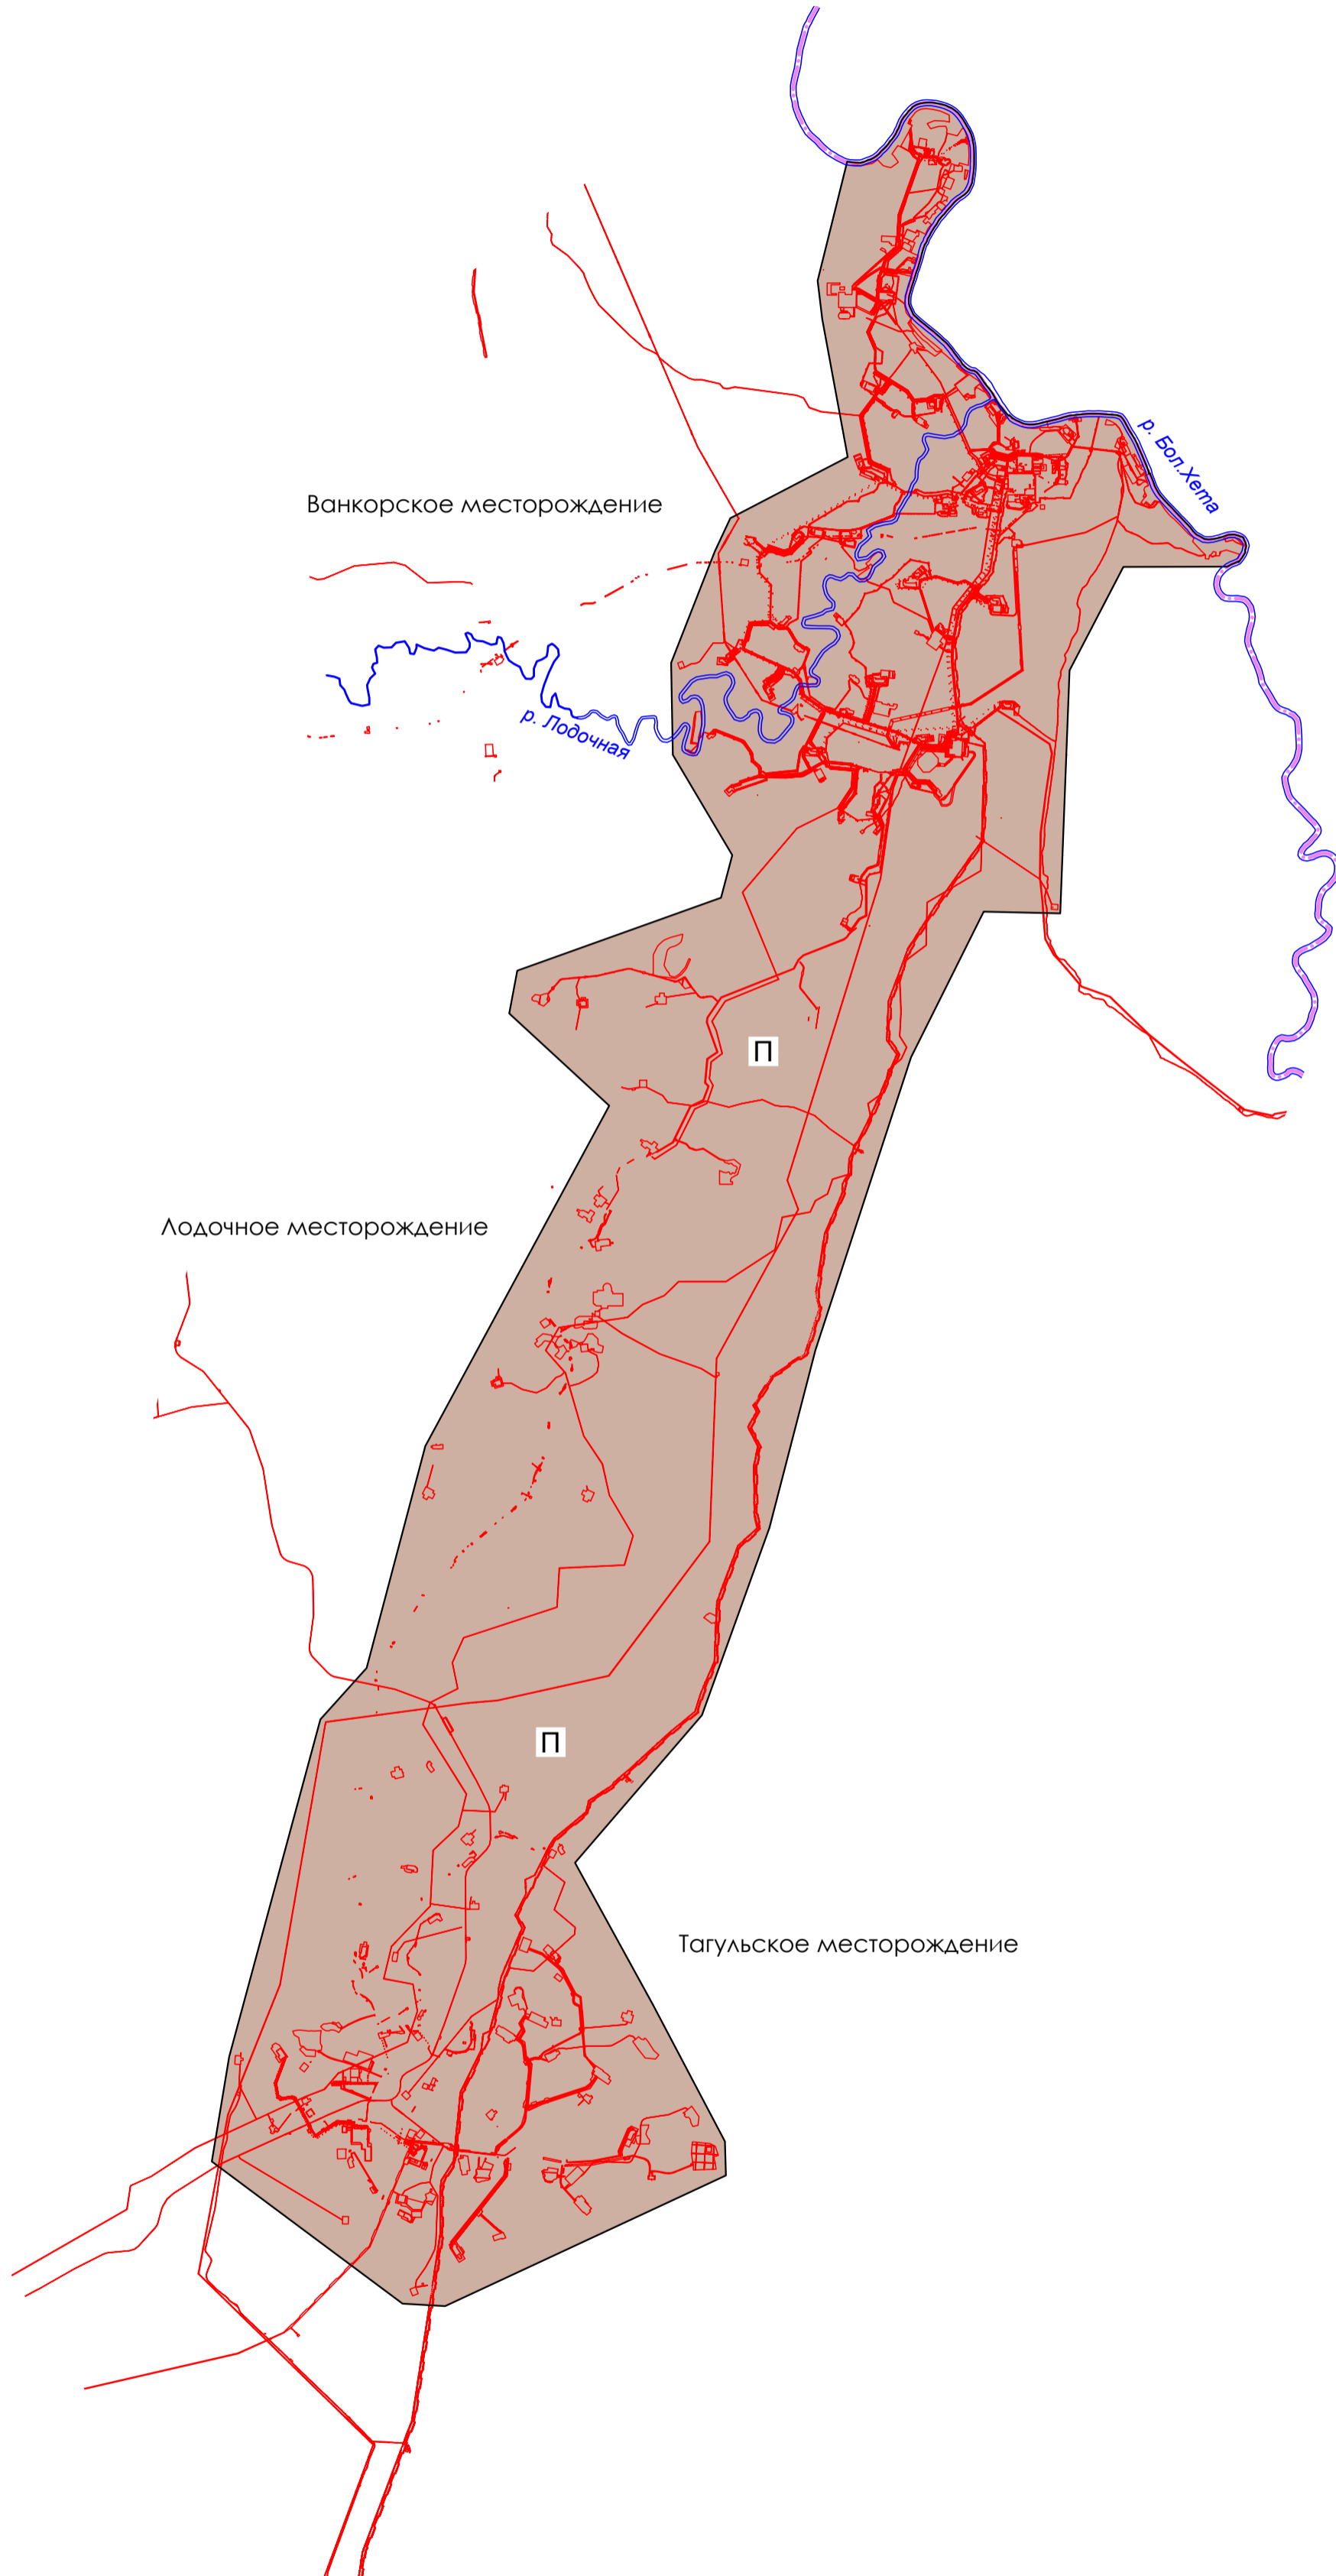 р. Бол.Хета
Ванкорское месторождение
р. Лодочная
П
Лодочное месторождение
П
Тагульское месторождение